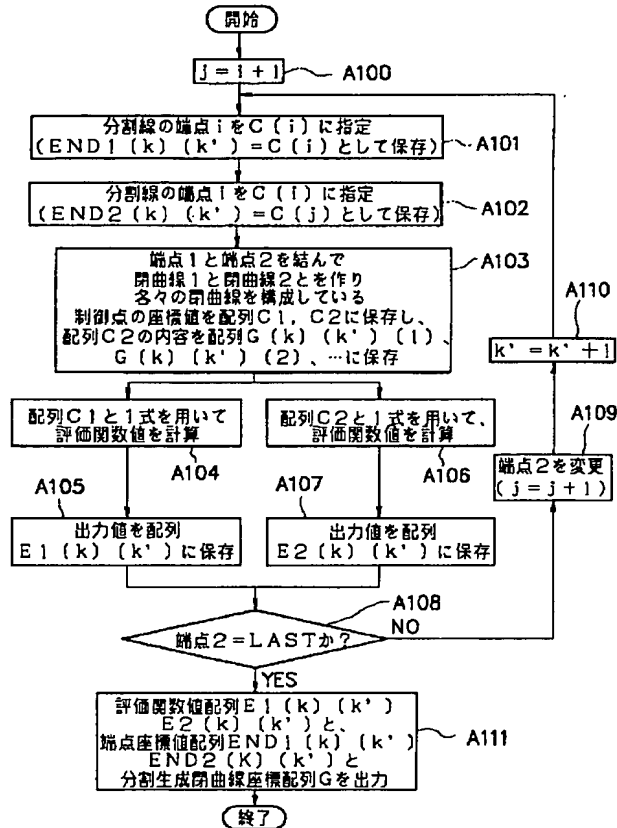 開始
j=i+1
A100
分割線の端点iをC(i)に指定
(END1(k)(k')=C(i)として保存)
A101
分割線の端点iをC(i)に指定
(END2(k)(k')=C(j)として保存)
A102
端点1と端点2を結んで
閉曲線1と閉曲線2とを作り
各々の閉曲線を構成している
制御点の座標値を配列C1,C2に保存し、
配列C2の内容を配列G(k)(k')(1)、
G(k)(k')(2)、…に保存
A103
配列C1と1式を用いて
評価関数値を計算
A104
配列C2と1式を用いて、
評価関数値を計算
A106
A105
出力値を配列
E1(k)(k')に保存
A107
出力値を配列
E2(k)(k')に保存
A108
端点2=LASTか?
NO
YES
A109
端点2を変更
(j=j+1)
A110
k'=k'+1
評価関数値配列E1(k)(k')
E2(k)(k')と、
端点座標値配列END1(k)(k')
END2(K)(k')と
分割生成閉曲線座標配列Gを出力
A111
終了